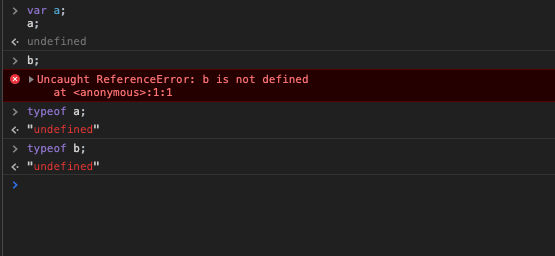 var a;
a;
undefined
b;
Uncaught ReferenceError: b is not defined
at <anonymous>:1:1
typeof a;
"undefined"
typeof b;
"undefined"